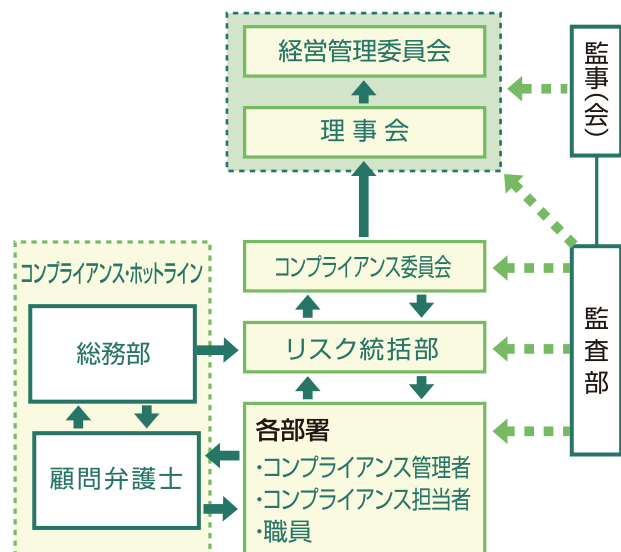 経営管理委員会
理事会
監事(会)
コンプライアンス・ホットライン
コンプライアンス委員会
総務部
リスク統括部
監査部
顧問弁護士
各部署
・コンプライアンス管理者
・コンプライアンス担当者
・職員